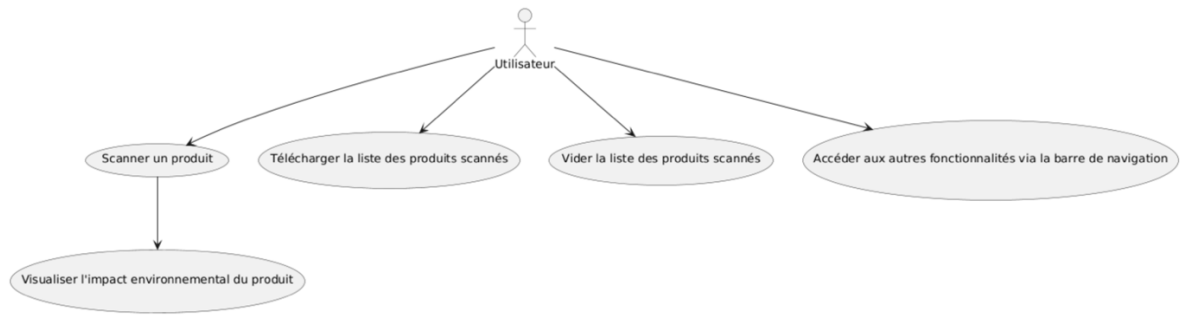 Utilisateur
Scanner un produit
Télécharger la liste des produits scannés
Vider la liste des produits scannés
Accéder aux autres fonctionnalités via la barre de navigation
Visualiser l'impact environnemental du produit